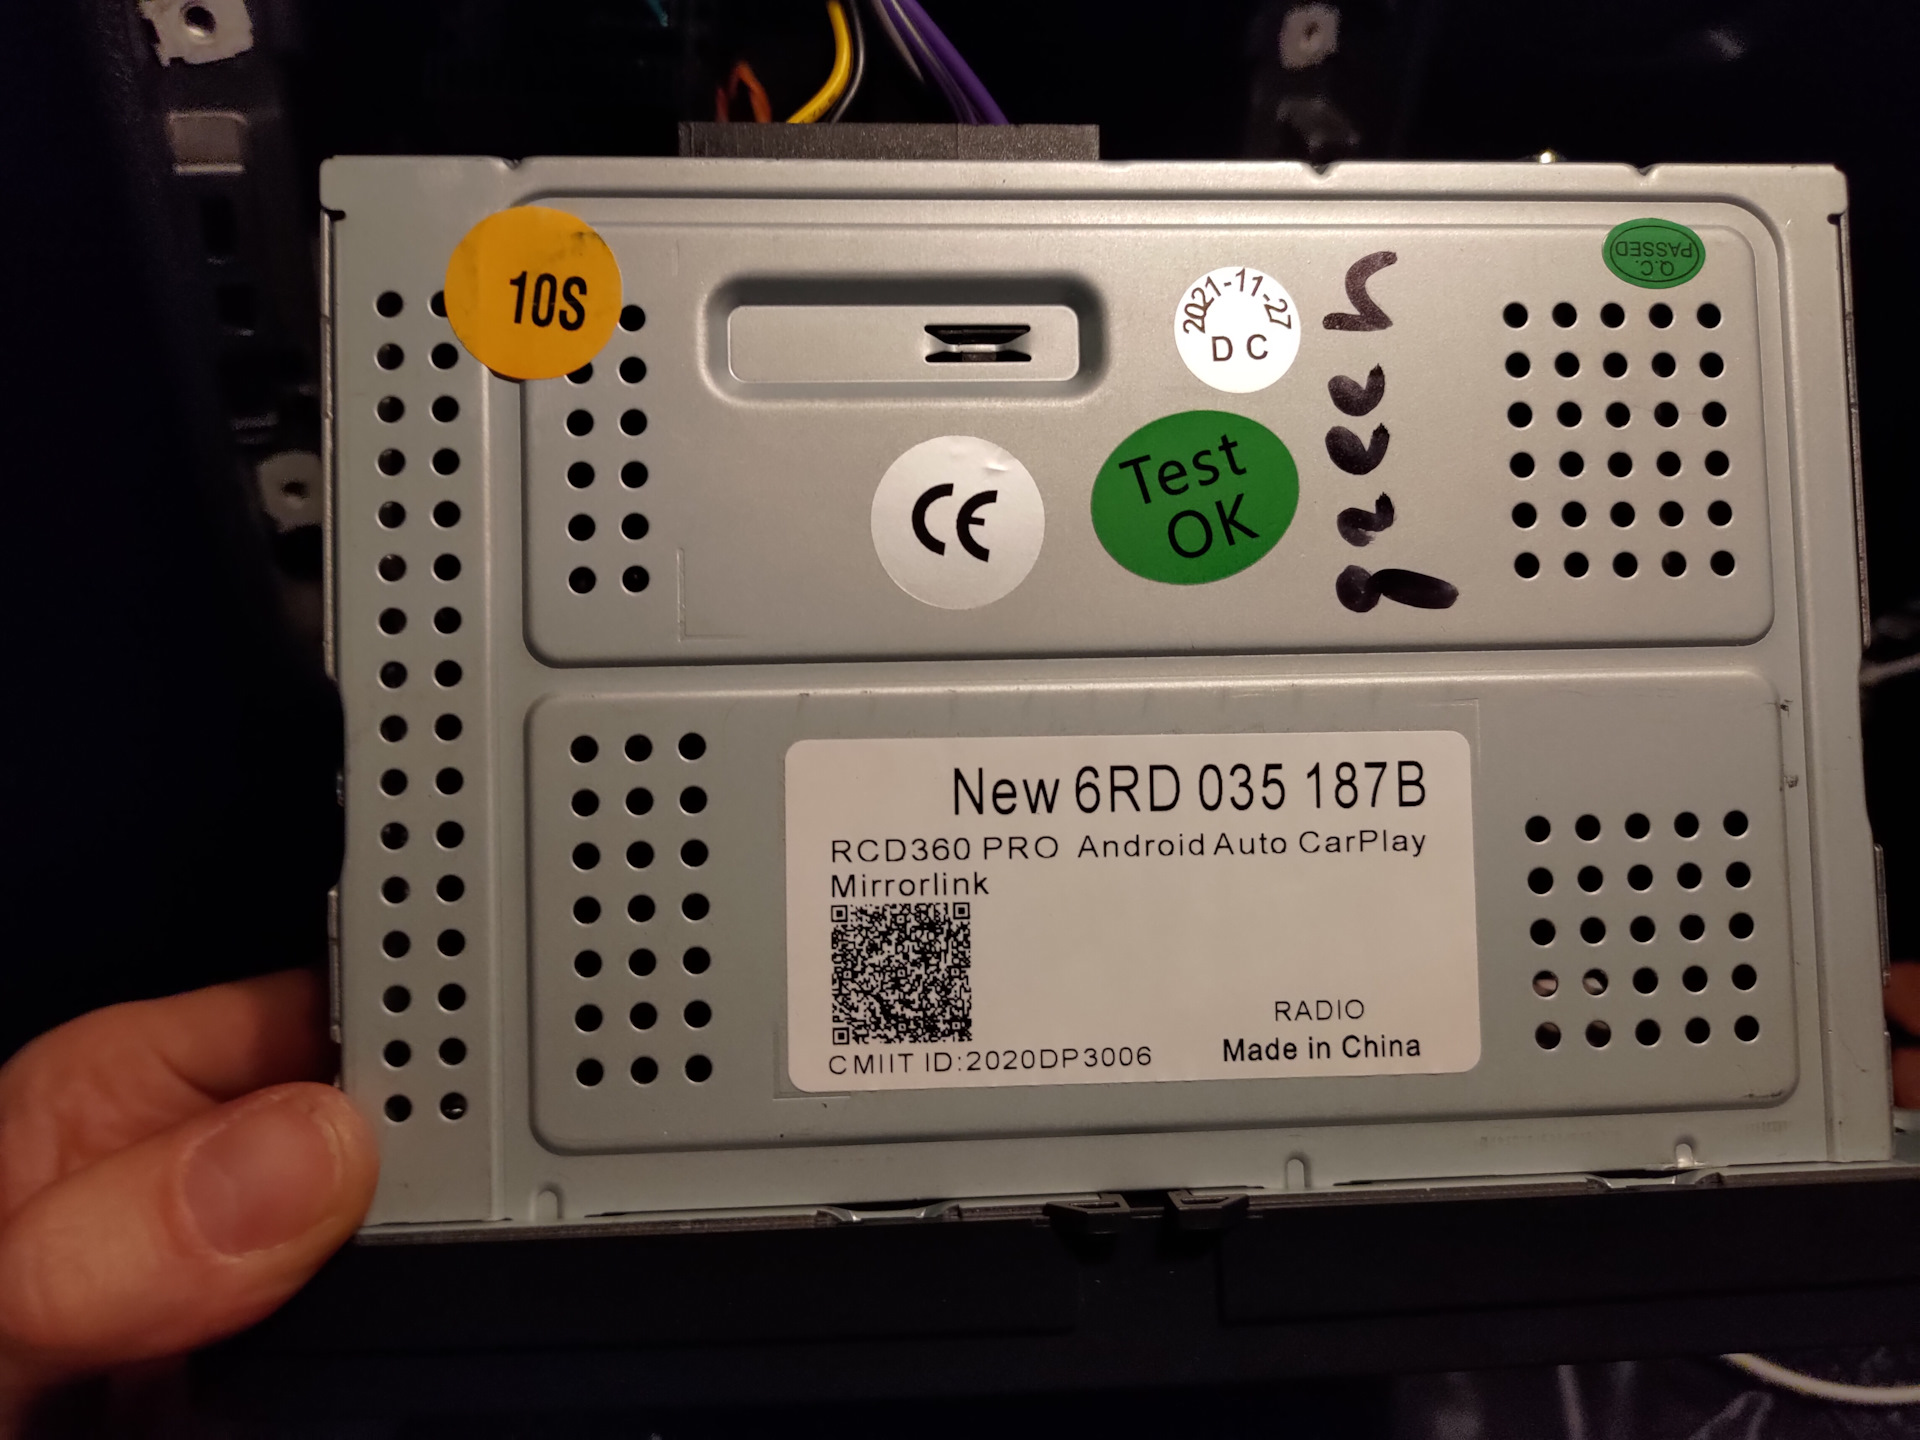 10S
2021-11-27
DC
Q.C.
PASSED
CE
Test
OK
New 6RD 035 187B
RCD360 PRO Android Auto CarPlay
Mirrorlink
RADIO
CMIIT ID:2020DP3006
Made in China